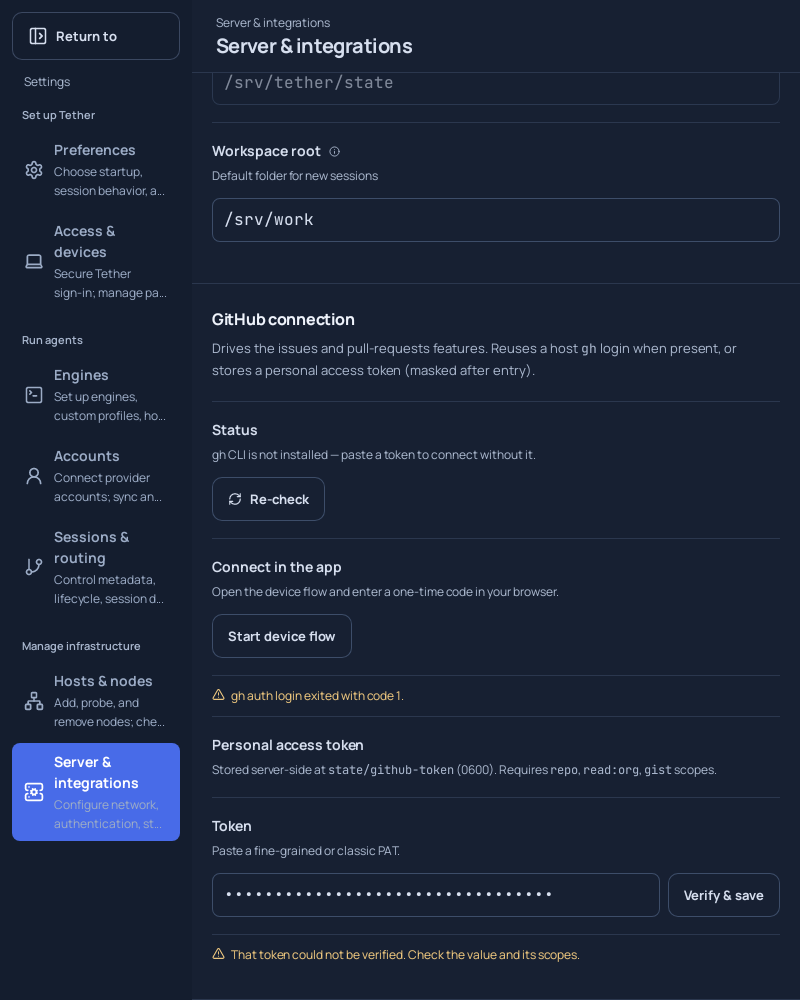 Return to
Settings
Set up Tether
Preferences
Choose startup,
session behavior, a...
Access &
devices
Secure Tether
sign-in; manage pa...
Run agents
Engines
Set up engines,
custom profiles, ho...
Accounts
Connect provider
accounts; sync an...
Sessions &
routing
Control metadata,
lifecycle, session d...
Manage infrastructure
Hosts & nodes
Add, probe, and
remove nodes; che...
Server &
integrations
Configure network,
authentication, st...
Server & integrations
Server & integrations
/srv/tether/state
Workspace root
Default folder for new sessions
/srv/work
GitHub connection
Drives the issues and pull-requests features. Reuses a host gh login when present, or
stores a personal access token (masked after entry).
Status
gh CLI is not installed — paste a token to connect without it.
Re-check
Connect in the app
Open the device flow and enter a one-time code in your browser.
Start device flow
gh auth login exited with code 1.
Personal access token
Stored server-side at state/github-token (0600). Requires repo, read:org, gist scopes.
Token
Paste a fine-grained or classic PAT.
•••••••••••••••••••••••••••••••••
Verify & save
That token could not be verified. Check the value and its scopes.